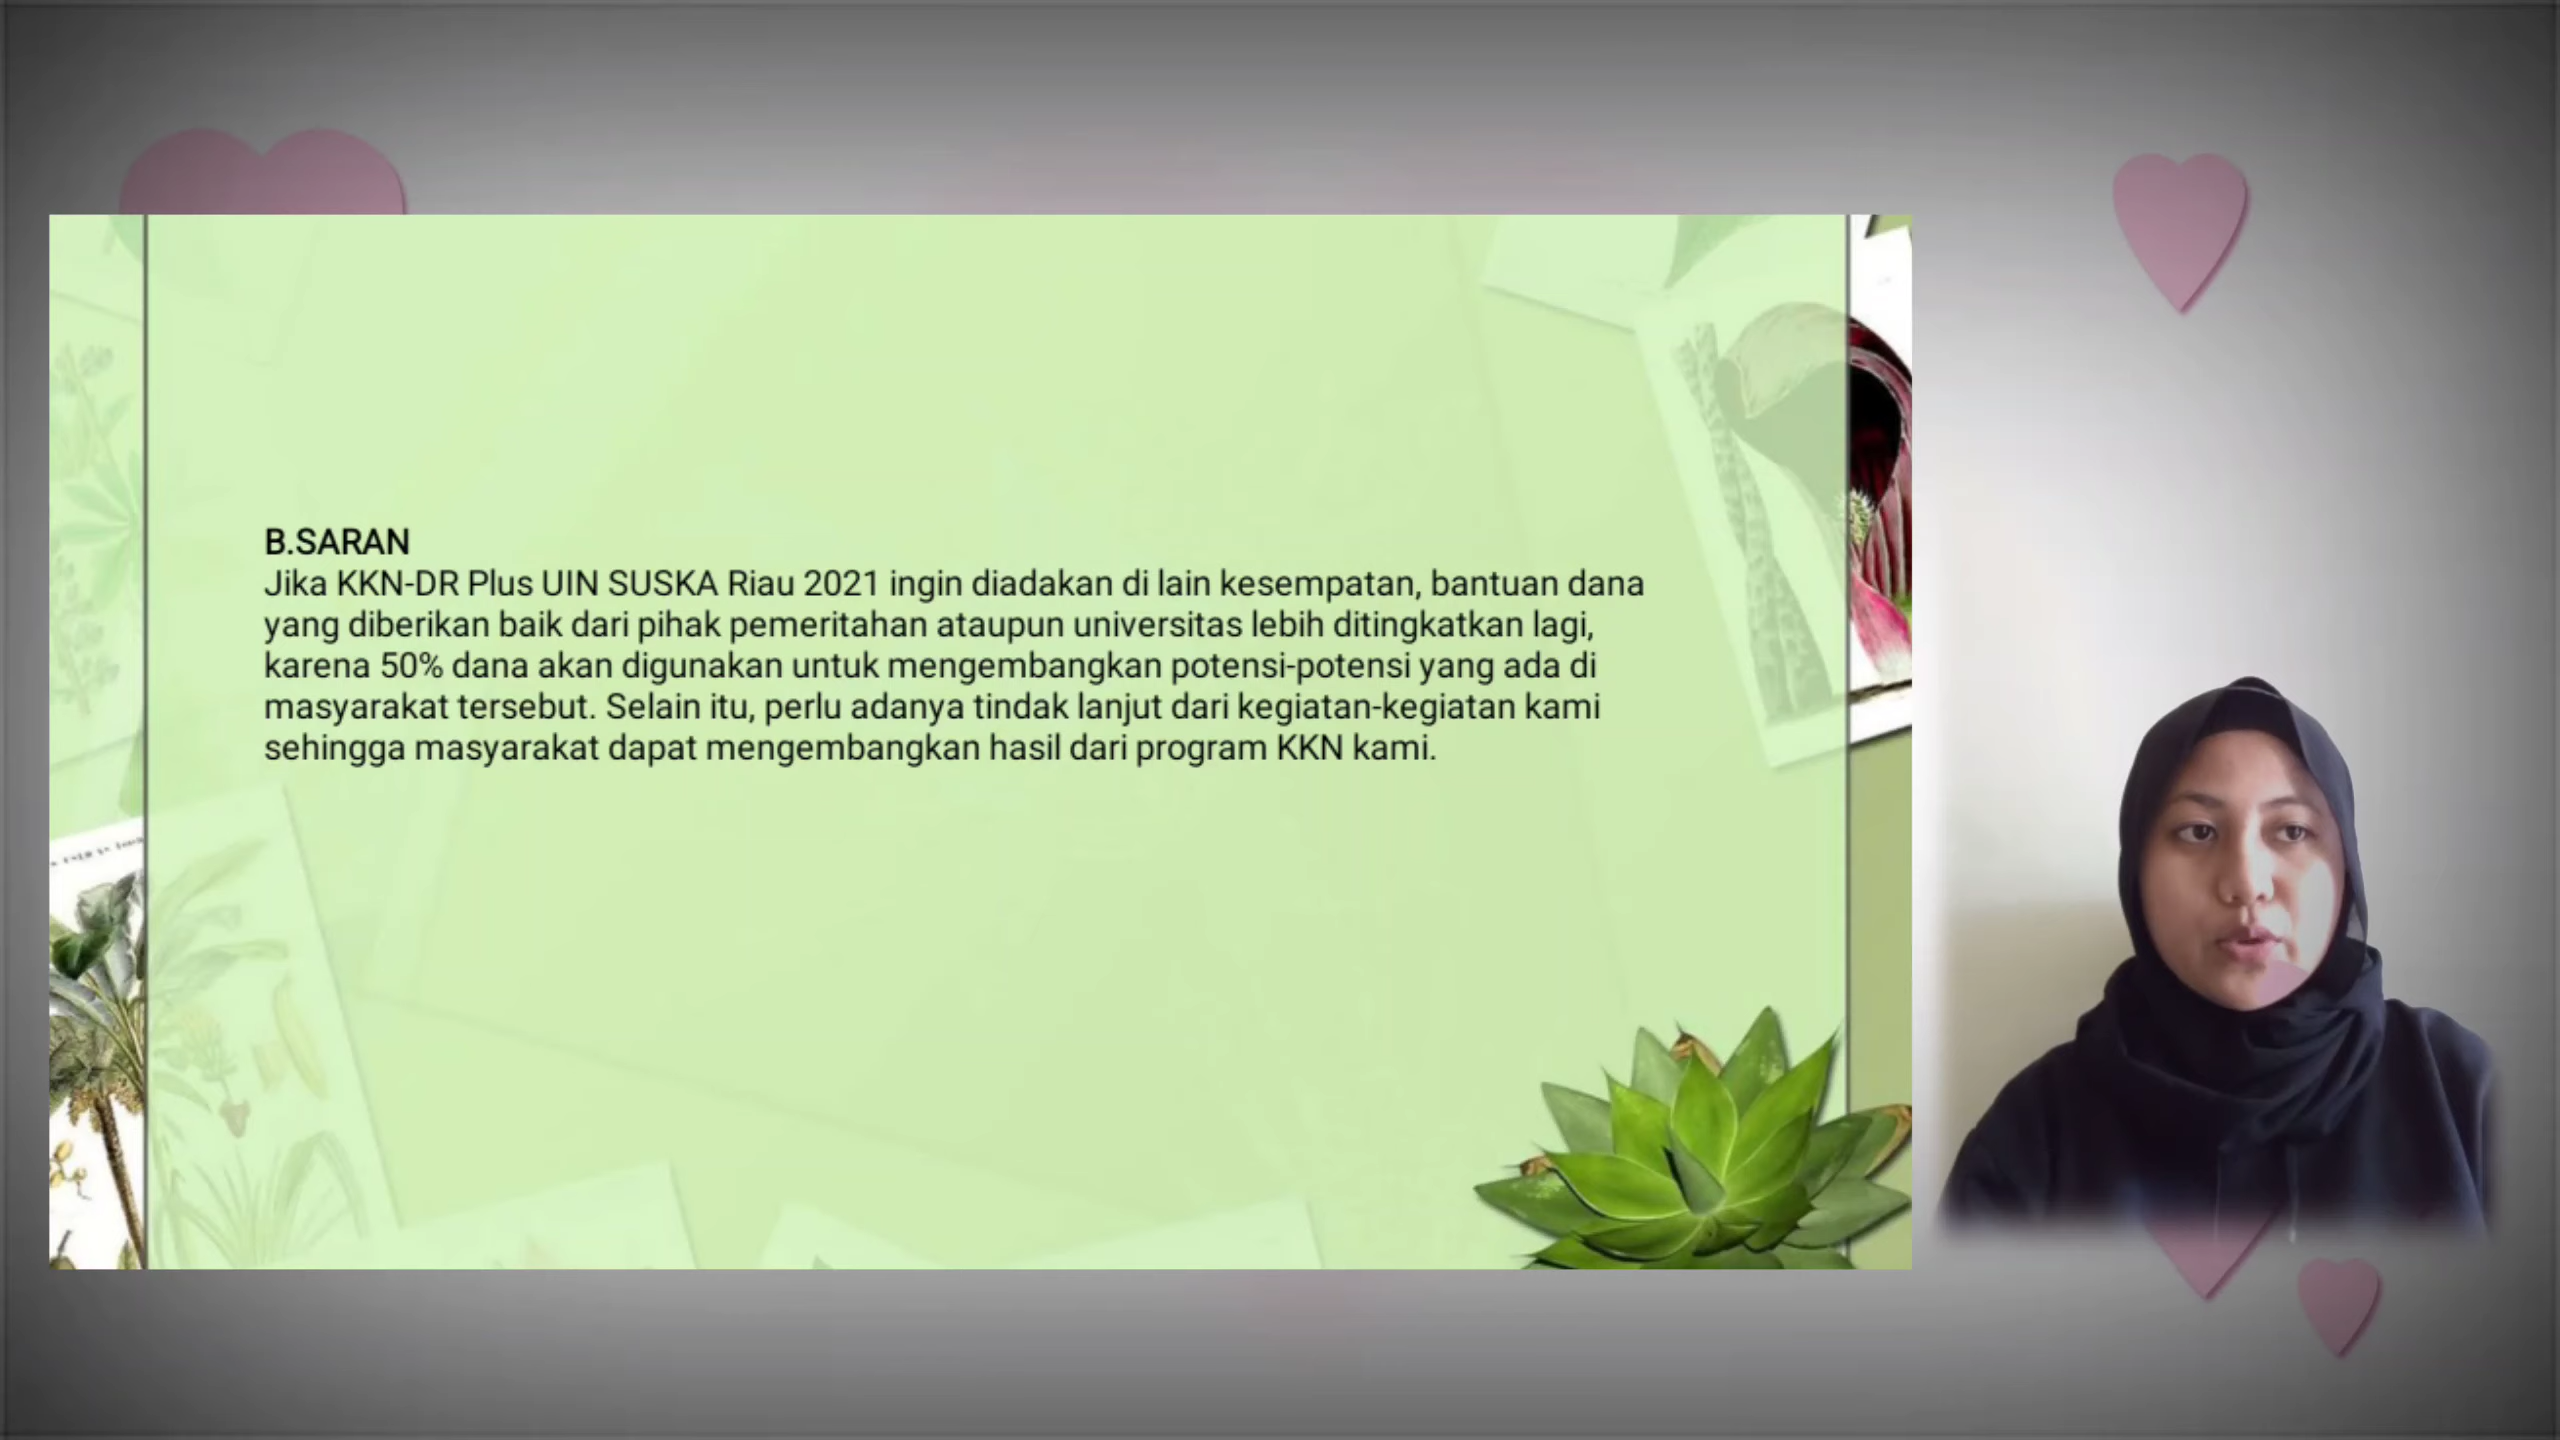 B.SARAN
Jika KKN-DR Plus UIN SUSKA Riau 2021 ingin diadakan di lain kesempatan, bantuan dana
yang diberikan baik dari pihak pemeritahan ataupun universitas lebih ditingkatkan lagi,
karena 50% dana akan digunakan untuk mengembangkan potensi-potensi yang ada di
masyarakat tersebut. Selain itu, perlu adanya tindak lanjut dari kegiatan-kegiatan kami
sehingga masyarakat dapat mengembangkan hasil dari program KKN kami.